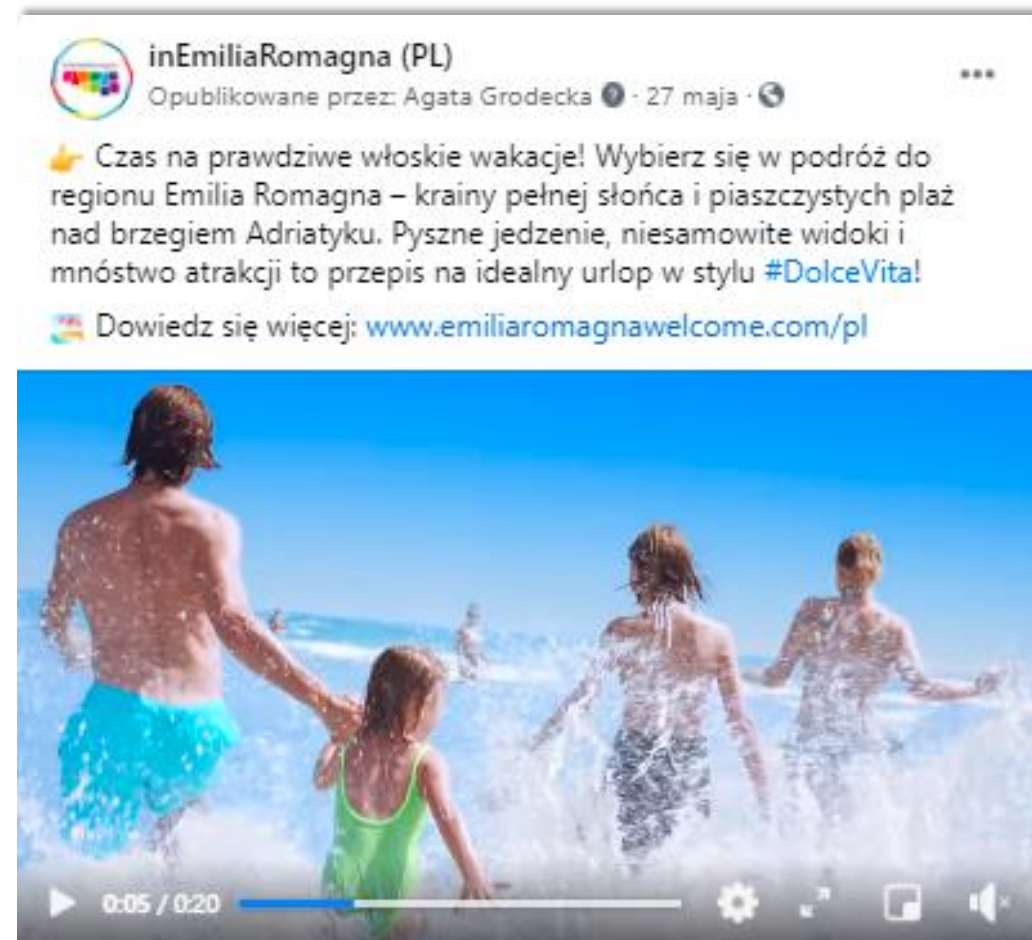 inEmiliaRomagna (PL)
Opublikowane przez: Agata Grodecka · 27 maja ·
👉 Czas na prawdziwe włoskie wakacje! Wybierz się w podróż do
regionu Emilia Romagna – krainy pełnej słońca i piaszczystych plaż
nad brzegiem Adriatyku. Pyszne jedzenie, niesamowite widoki i
mnóstwo atrakcji to przepis na idealny urlop w stylu #DolceVita!
Dowiedz się więcej: www.emiliaromagnawelcome.com/pl
0:05 / 0:20